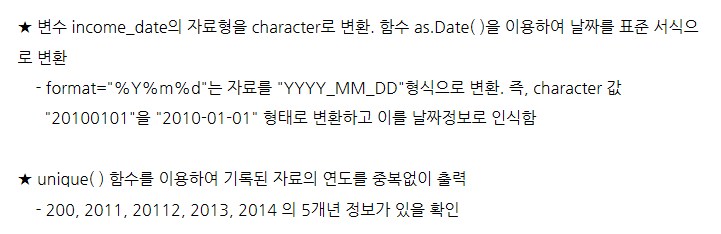 ★ 변수 income_date의 자료형을 character로 변환. 함수 as.Date( )을 이용하여 날짜를 표준 서식으
로 변환
- format="%Y%m%d"는 자료를 "YYYY_MM_DD"형식으로 변환. 즉, character 값
"20100101"을 "2010-01-01" 형태로 변환하고 이를 날짜정보로 인식함
★ unique( ) 함수를 이용하여 기록된 자료의 연도를 중복없이 출력
- 200, 2011, 20112, 2013, 2014 의 5개년 정보가 있을 확인